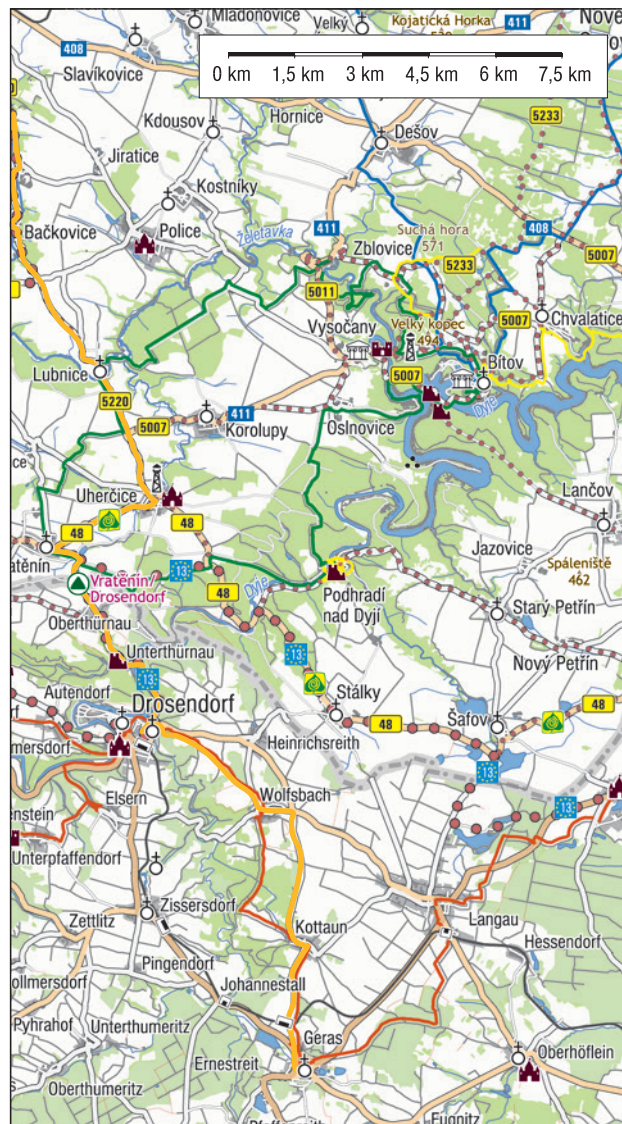 Mladoňovice
Velký
Kojatická Horka
411
Nové
408
Slavíkovice
0 km 1,5 km 3 km 4,5 km 6 km 7,5 km
Kdousov
Hornice
Dešov
5233
Jiratice
Kostníky
Bačkovice
Police
Želetavka
411
Zblovice
Suchá hora
571
408
5233
5007
5011
Vysočany
Velký kopec
494
5007
Chvalatice
Lubnice
5007
Bítov
5220
Dyje
5007
411
Korolupy
Oslnovice
Uherčice
Lančov
48
48
Jazovice
Spáleniště
462
13
Vratěnín/
Drosendorf
48
Dyje
Podhradí
nad Dyjí
Starý Petřín
Oberthürnau
Unterthürnau
13
13
Nový Petřín
Autendorf
Stálky
Šafov
48
Drosendorf
48
Heinrichsreith
mmersdorf
13
Elsern
Wolfsbach
13
Unterpfaffendorf
Zettlitz
Zissersdorf
Langau
Kottaun
Hessendorf
Pingendorf
ollmersdorf
Johannestall
Pyhrahof
Unterthumeritz
Geras
Ernestreit
Oberhöflein
Oberthumeritz